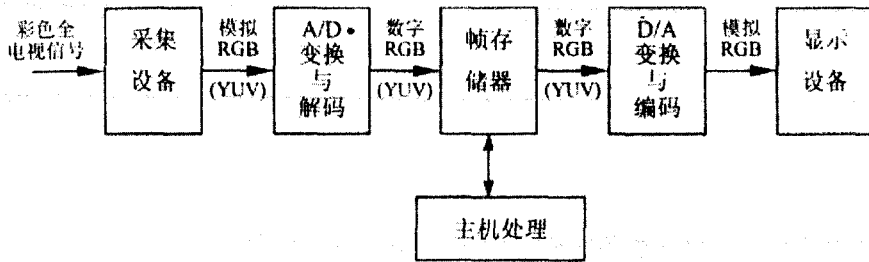 彩色全
电视信号
采集
设备
模拟
RGB
(YUV)
A/D
变换
与
解码
数字
RGB
(YUV)
帧存
储器
数字
RGB
(YUV)
D/A
变换
与
编码
模拟
RGB
显示
设备
主机处理